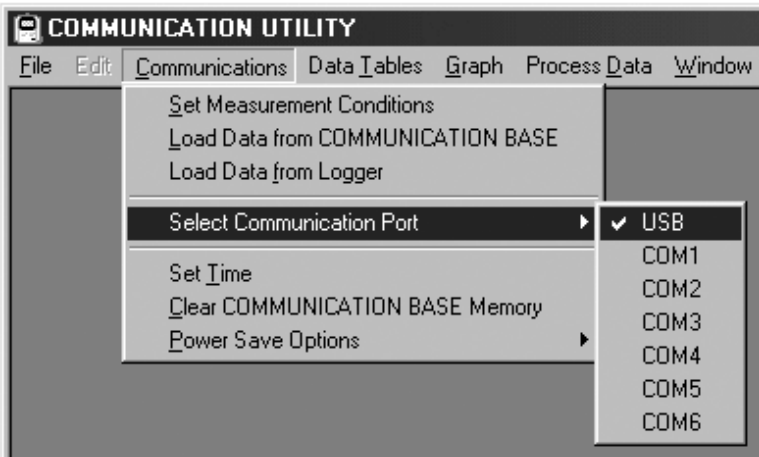 COMMUNICATION UTILITY
File Edit Communications Data Tables Graph Process Data Window
Set Measurement Conditions
Load Data from COMMUNICATION BASE
Load Data from Logger
Select Communication Port
USB
COM1
COM2
COM3
COM4
COM5
COM6
Set Time
Clear COMMUNICATION BASE Memory
Power Save Options